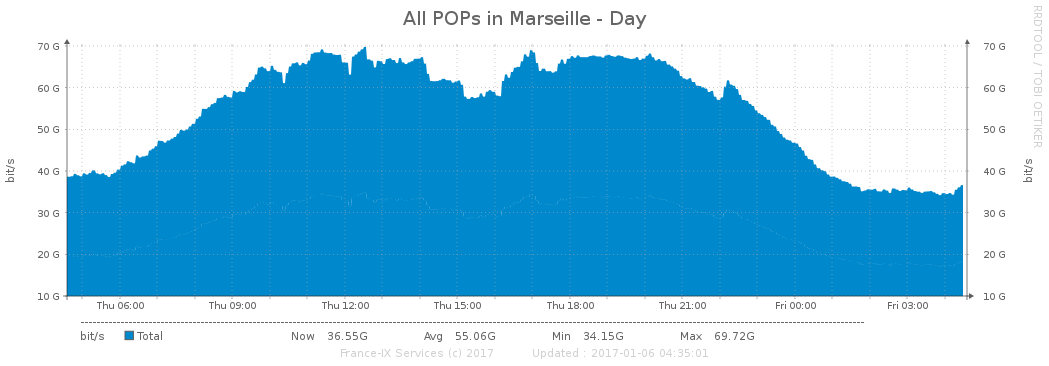 All POPs in Marseille - Day
RRDTOOL / TOBI OETIKER
70 G 70 G
60 G 60 G
50 G 50 G
40 G 40 G
30 G 30 G
20 G 20 G
10 G 10 G
bit/s bit/s
Thu 06:00 Thu 09:00 Thu 12:00 Thu 15:00 Thu 18:00 Thu 21:00 Fri 00:00 Fri 03:00
bit/s Total Now 36.55G Avg 55.06G Min 34.15G Max 69.72G
France-IX Services (c) 2017 Updated : 2017-01-06 04:35:01